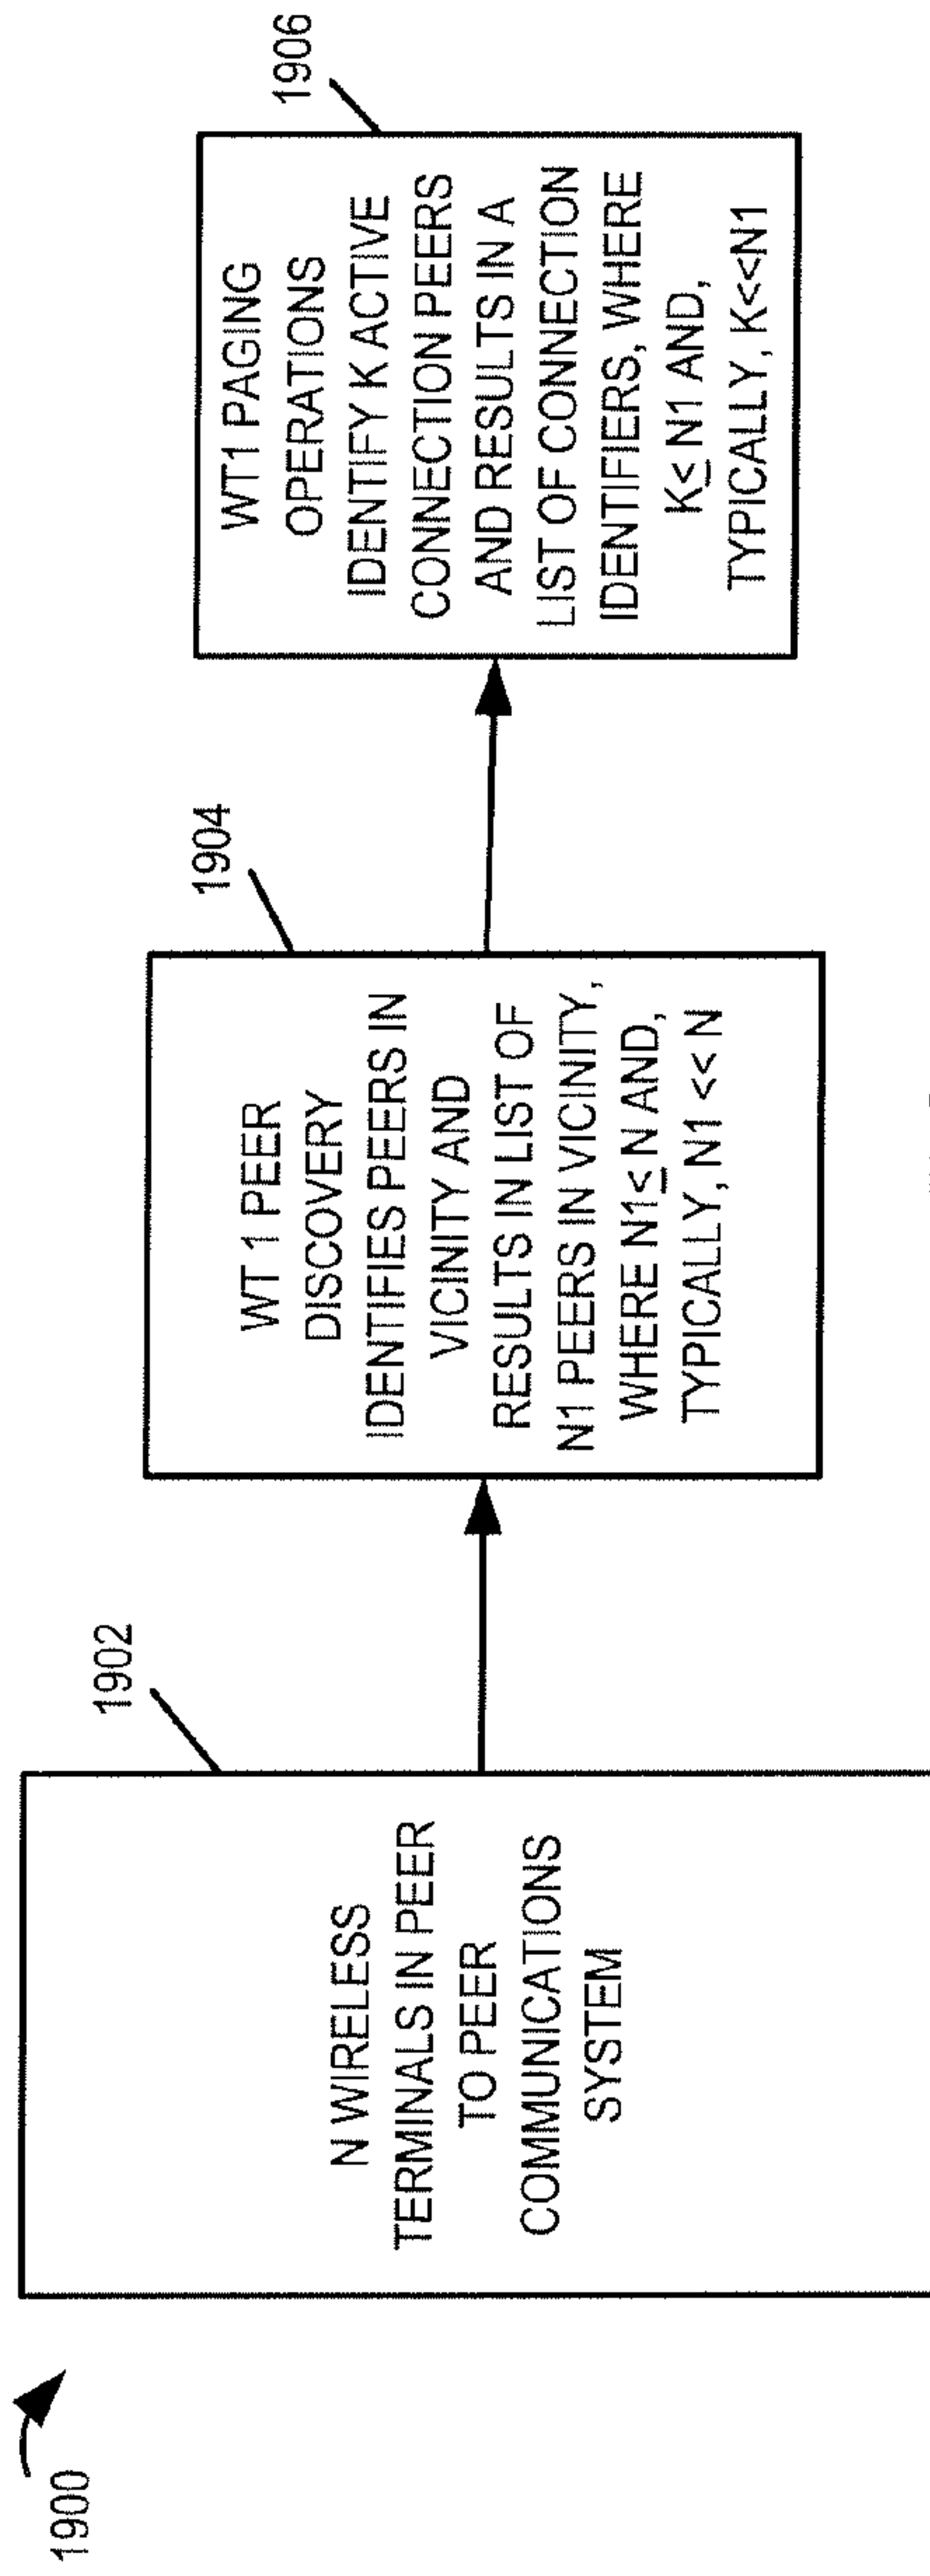 1900
1902
N WIRELESS
TERMINALS IN PEER
TO PEER
COMMUNICATIONS
SYSTEM
1904
WT 1 PEER
DISCOVERY
IDENTIFIES PEERS IN
VICINITY AND
RESULTS IN LIST OF
N1 PEERS IN VICINITY,
WHERE N1≤ N AND,
TYPICALLY, N1 << N
1906
WT1 PAGING
OPERATIONS
IDENTIFY K ACTIVE
CONNECTION PEERS
AND RESULTS IN A
LIST OF CONNECTION
IDENTIFIERS, WHERE
K≤ N1 AND,
TYPICALLY, K<<N1